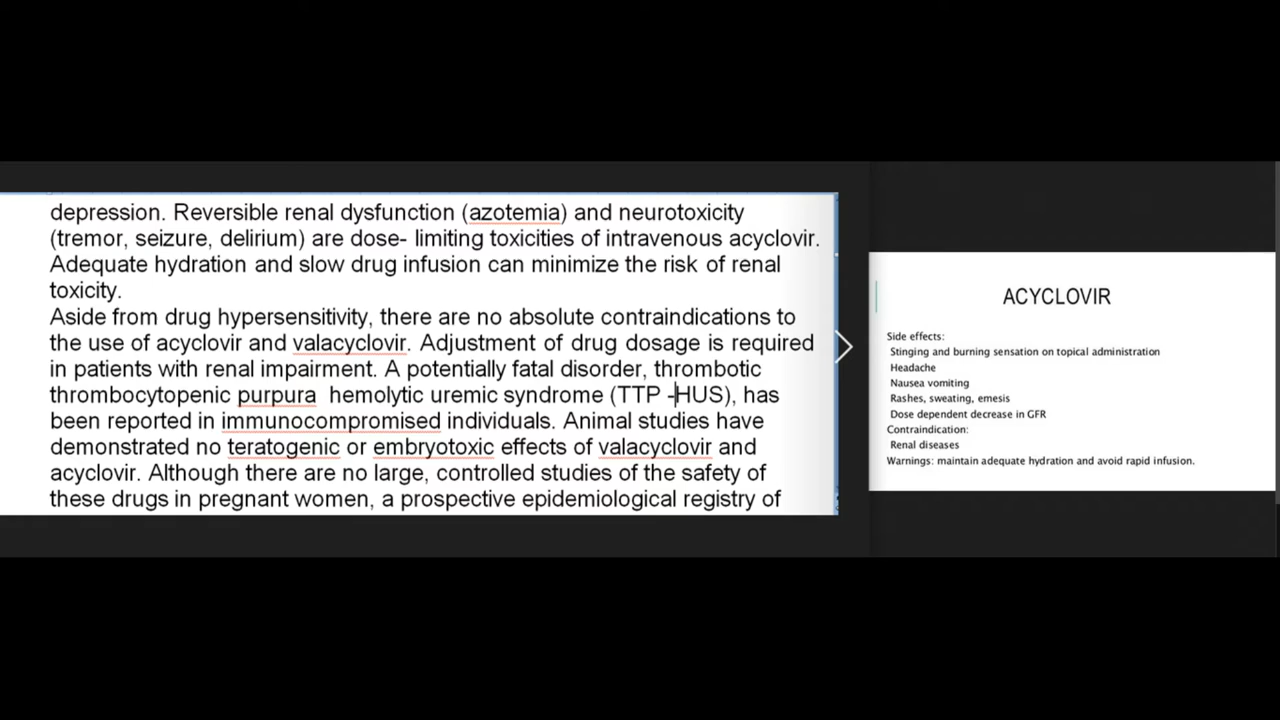 depression. Reversible renal dysfunction (azotemia) and neurotoxicity
(tremor, seizure, delirium) are dose- limiting toxicities of intravenous acyclovir.
Adequate hydration and slow drug infusion can minimize the risk of renal
toxicity.
Aside from drug hypersensitivity, there are no absolute contraindications to
the use of acyclovir and valacyclovir. Adjustment of drug dosage is required
in patients with renal impairment. A potentially fatal disorder, thrombotic
thrombocytopenic purpura  hemolytic uremic syndrome (TTP -HUS), has
been reported in immunocompromised individuals. Animal studies have
demonstrated no teratogenic or embryotoxic effects of valacyclovir and
acyclovir. Although there are no large, controlled studies of the safety of
these drugs in pregnant women, a prospective epidemiological registry of
ACYCLOVIR
Side effects:
Stinging and burning sensation on topical administration
Headache
Nausea vomiting
Rashes, sweating, emesis
Dose dependent decrease in GFR
Contraindication:
Renal diseases
Warnings: maintain adequate hydration and avoid rapid infusion.